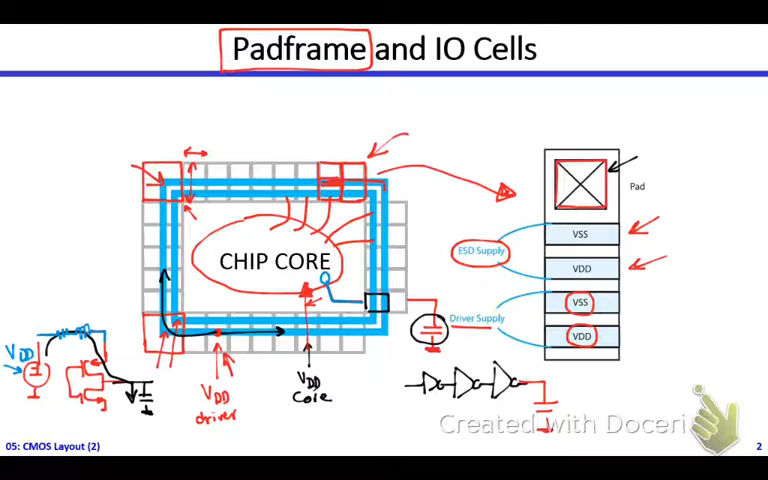 Padframe and IO Cells
CHIP CORE
Pad
VSS
ESD Supply
VDD
VSS
Driver Supply
VDD
VDD
VDD
driver
VDD
core
Created with Doceri
05: CMOS Layout (2)
2